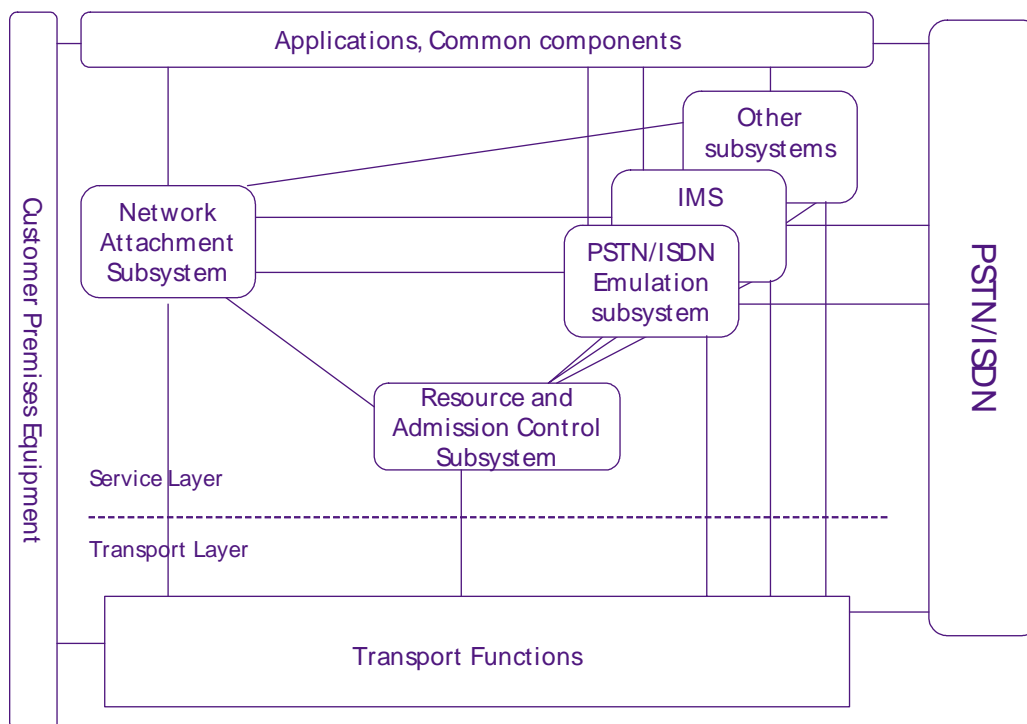 Applications, Common components
Other
subsystems
IMS
Network
Attachment
Subsystem
PSTN/ISDN
Emulation
subsystem
Resource and
Admission Control
Subsystem
Service Layer
Transport Layer
Transport Functions
Customer Premises Equipment
PSTN/ISDN